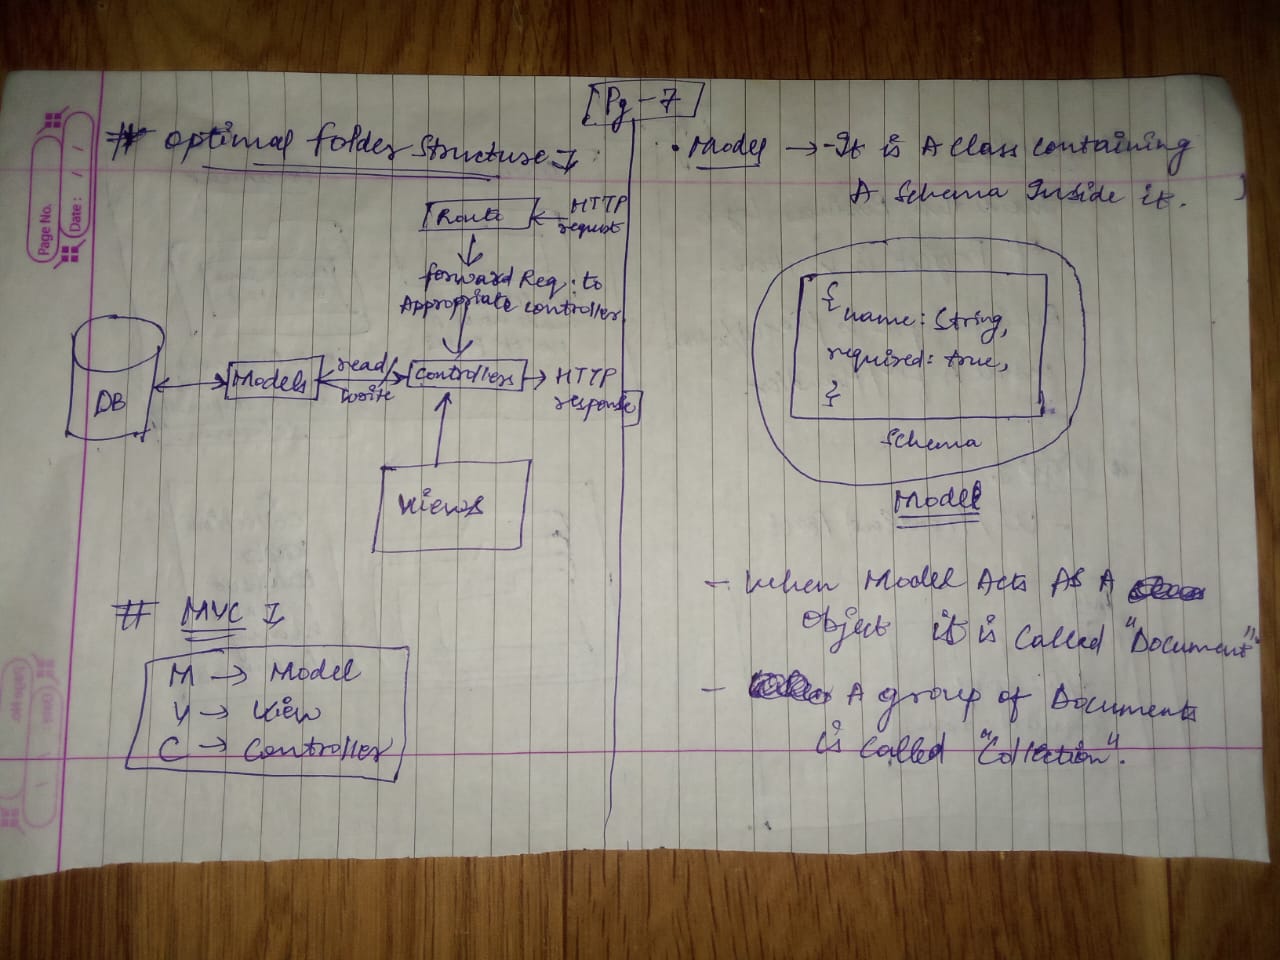 Pg-7
Page No.
Date: / /
# Optimal folder Structure :
Route
HTTP
request
forward Req. to
Appropriate controller
DB
Models
read/
write
Controllers
HTTP
response
Views
# MVC :
M → Model
V → View
C → Controller
• Model → - It is A class containing
A Schema Inside it.
{
name: String,
required: true,
}
Schema
Model
- When Model Acts As A
Object it is called "Document"
- A group of Documents
is called "Collection".